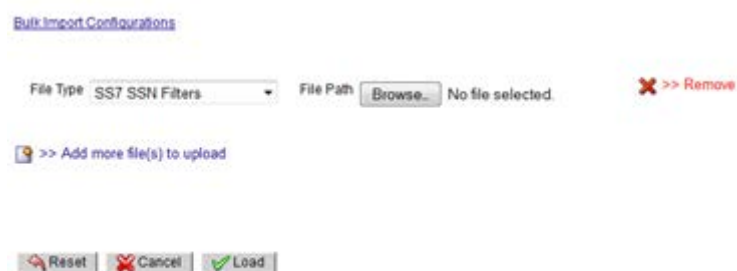 Bulk Import Configurations
File Type SS7 SSN Filters File Path Browse... No file selected. >> Remove
>> Add more file(s) to upload
Reset Cancel Load